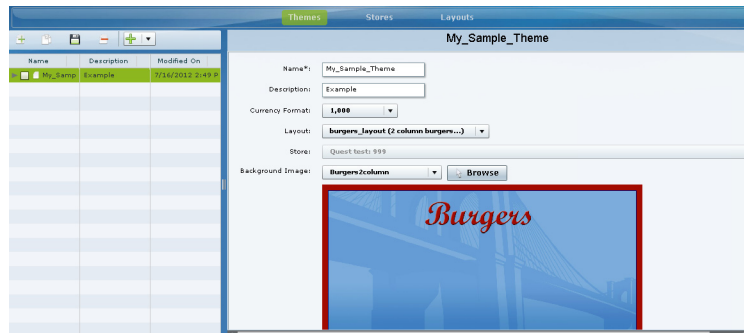 Themes Stores Layouts
My_Sample_Theme
Name Description Modified On
My_Samp Example 7/16/2012 2:49 P
Name*: My_Sample_Theme
Description: Example
Currency Format: 1,000
Layout: burgers_layout (2 column burgers...)
Store: Quest test: 999
Background Image: Burgers2column Browse
Burgers